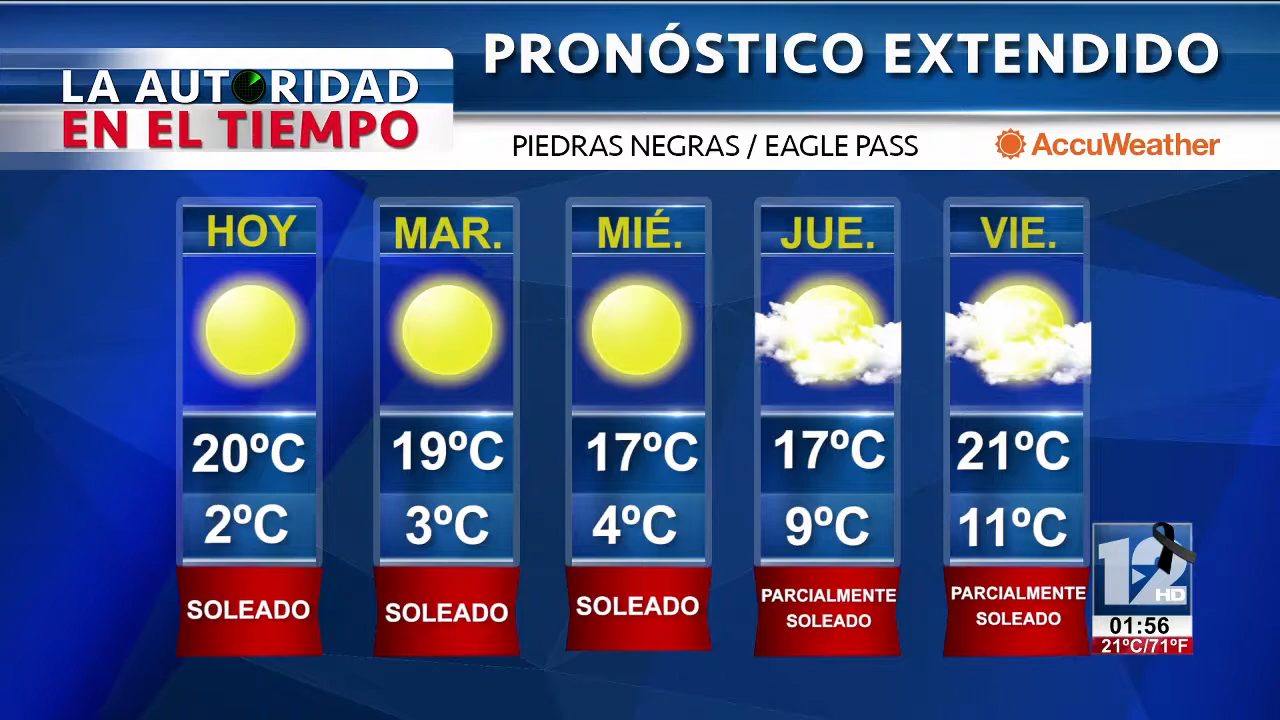 LA AUTORIDAD
EN EL TIEMPO
PRONÓSTICO EXTENDIDO
PIEDRAS NEGRAS / EAGLE PASS
AccuWeather
HOY
20ºC
2ºC
SOLEADO
MAR.
19ºC
3ºC
SOLEADO
MIÉ.
17ºC
4ºC
SOLEADO
JUE.
17ºC
9ºC
PARCIALMENTE
SOLEADO
VIE.
21ºC
11ºC
PARCIALMENTE
SOLEADO
12
HD
01:56
21ºC/71ºF